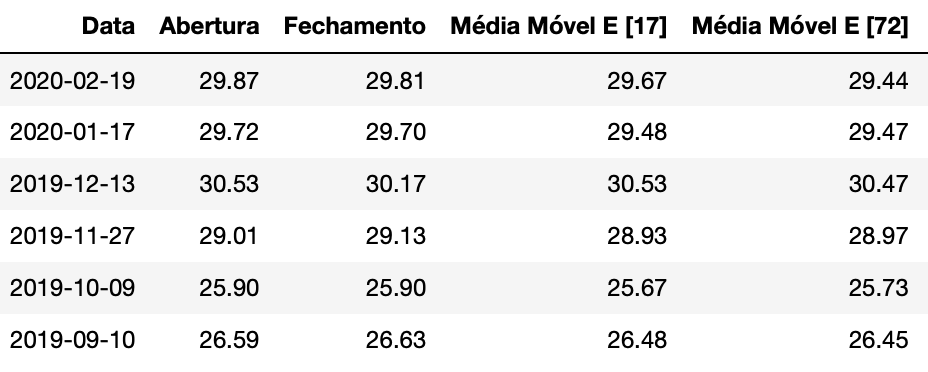 Data Abertura Fechamento Média Móvel E [17] Média Móvel E [72]
2020-02-19 29.87 29.81 29.67 29.44
2020-01-17 29.72 29.70 29.48 29.47
2019-12-13 30.53 30.17 30.53 30.47
2019-11-27 29.01 29.13 28.93 28.97
2019-10-09 25.90 25.90 25.67 25.73
2019-09-10 26.59 26.63 26.48 26.45